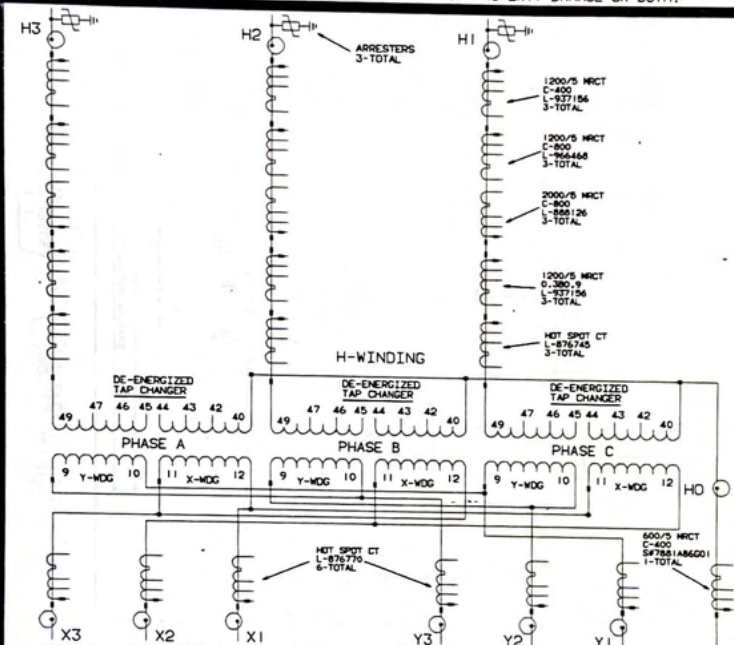 H3
H2
H1
ARRESTERS
3-TOTAL
1200/5 MRCT
C-400
L-937156
3-TOTAL
1200/5 MRCT
C-800
L-966468
3-TOTAL
2000/5 MRCT
C-800
L-888126
3-TOTAL
1200/5 MRCT
0.3B0.9
L-937156
3-TOTAL
HOT SPOT CT
L-876745
3-TOTAL
H-WINDING
DE-ENERGIZED
TAP CHANGER
DE-ENERGIZED
TAP CHANGER
DE-ENERGIZED
TAP CHANGER
49 47 46 45 44 43 42 40
49 47 46 45 44 43 42 40
49 47 46 45 44 43 42 40
PHASE A
PHASE B
PHASE C
9 Y-WDG 10 11 X-WDG 12
9 Y-WDG 10 11 X-WDG 12
9 Y-WDG 10 11 X-WDG 12
H0
HOT SPOT CT
L-876770
6-TOTAL
600/5 MRCT
C-400
S#7881A86G01
1-TOTAL
X3
X2
X1
Y3
Y2
Y1